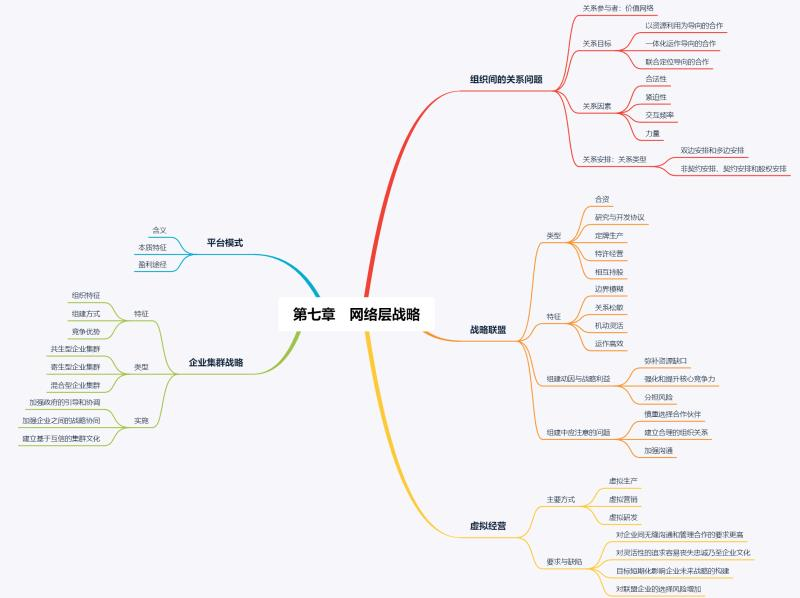 第七章 网络层战略
组织间的关系问题
关系参与者：价值网络
关系目标
以资源利用为导向的合作
一体化运作导向的合作
联合定位导向的合作
关系因素
合法性
紧迫性
交互频率
力量
关系安排：关系类型
双边安排和多边安排
非契约安排、契约安排和股权安排
战略联盟
类型
合资
研究与开发协议
定牌生产
特许经营
相互持股
特征
边界模糊
关系松散
机动灵活
运作高效
组建动因与战略利益
弥补资源缺口
强化和提升核心竞争力
分担风险
组建中应注意的问题
慎重选择合作伙伴
建立合理的组织关系
加强沟通
虚拟经营
主要方式
虚拟生产
虚拟营销
虚拟研发
要求与缺陷
对企业间无缝沟通和管理合作的要求更高
对灵活性的追求容易丧失忠诚乃至企业文化
目标短期化影响企业未来战略的构建
对联盟企业的选择风险增加
平台模式
含义
本质特征
盈利途径
企业集群战略
特征
组织特征
组建方式
竞争优势
类型
共生型企业集群
寄生型企业集群
混合型企业集群
实施
加强政府的引导和协调
加强企业之间的战略协同
建立基于互信的集群文化